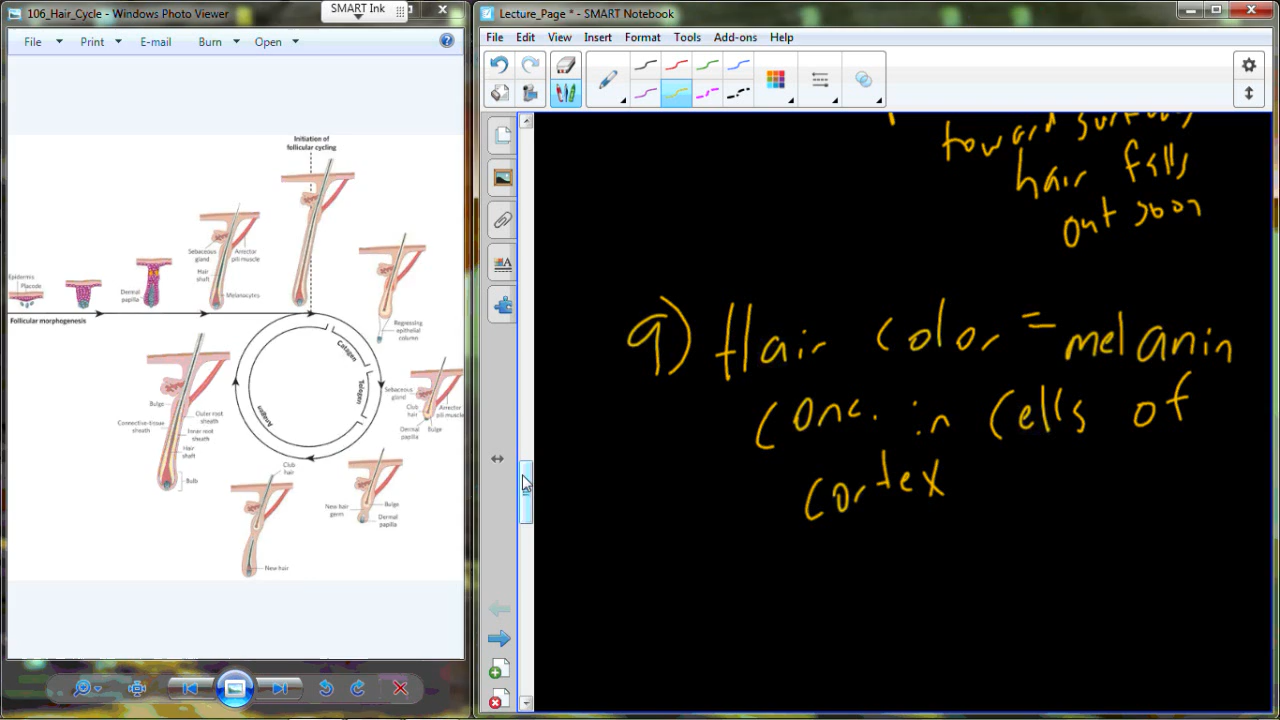 106_Hair_Cycle - Windows Photo Viewer
SMART Ink
File Print E-mail Burn Open
Initiation of
follicular cycling
Sebaceous
gland
Arrector
pili muscle
Hair
shaft
Melanocytes
Epidermis
Placode
Dermal
papilla
Follicular morphogenesis
Regressing
epithelial
column
Catagen
Telogen
Anagen
Sebaceous
gland
Club
hair
Arrector
pili muscle
Dermal
papilla
Bulge
Bulge
Outer root
sheath
Connective-tissue
sheath
Inner root
sheath
Hair
shaft
Bulb
Club
hair
New hair
New hair
germ
Bulge
Dermal
papilla
Lecture_Page * - SMART Notebook
File Edit View Insert Format Tools Add-ons Help
toward surface
hair falls
out soon
9) Hair color = melanin
conc. in cells of
cortex